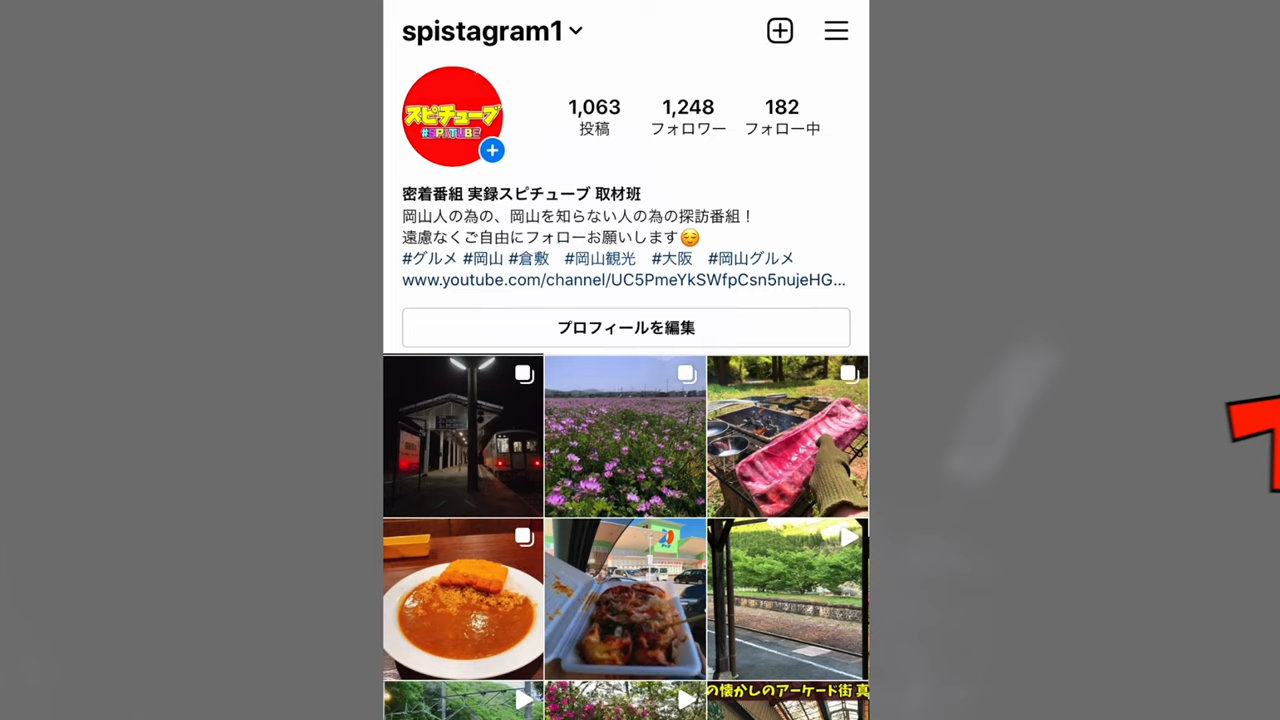 spistagram1
スピチューブ
#SPITUBE
1,063
投稿
1,248
フォロワー
182
フォロー中
密着番組 実録スピチューブ 取材班
岡山人の為の、岡山を知らない人の為の探訪番組！
遠慮なくご自由にフォローお願いします😌
#グルメ #岡山 #倉敷　#岡山観光　#大阪　#岡山グルメ
www.youtube.com/channel/UC5PmeYkSWfpCsn5nujeHG...
プロフィールを編集
の懐かしのアーケード街 真